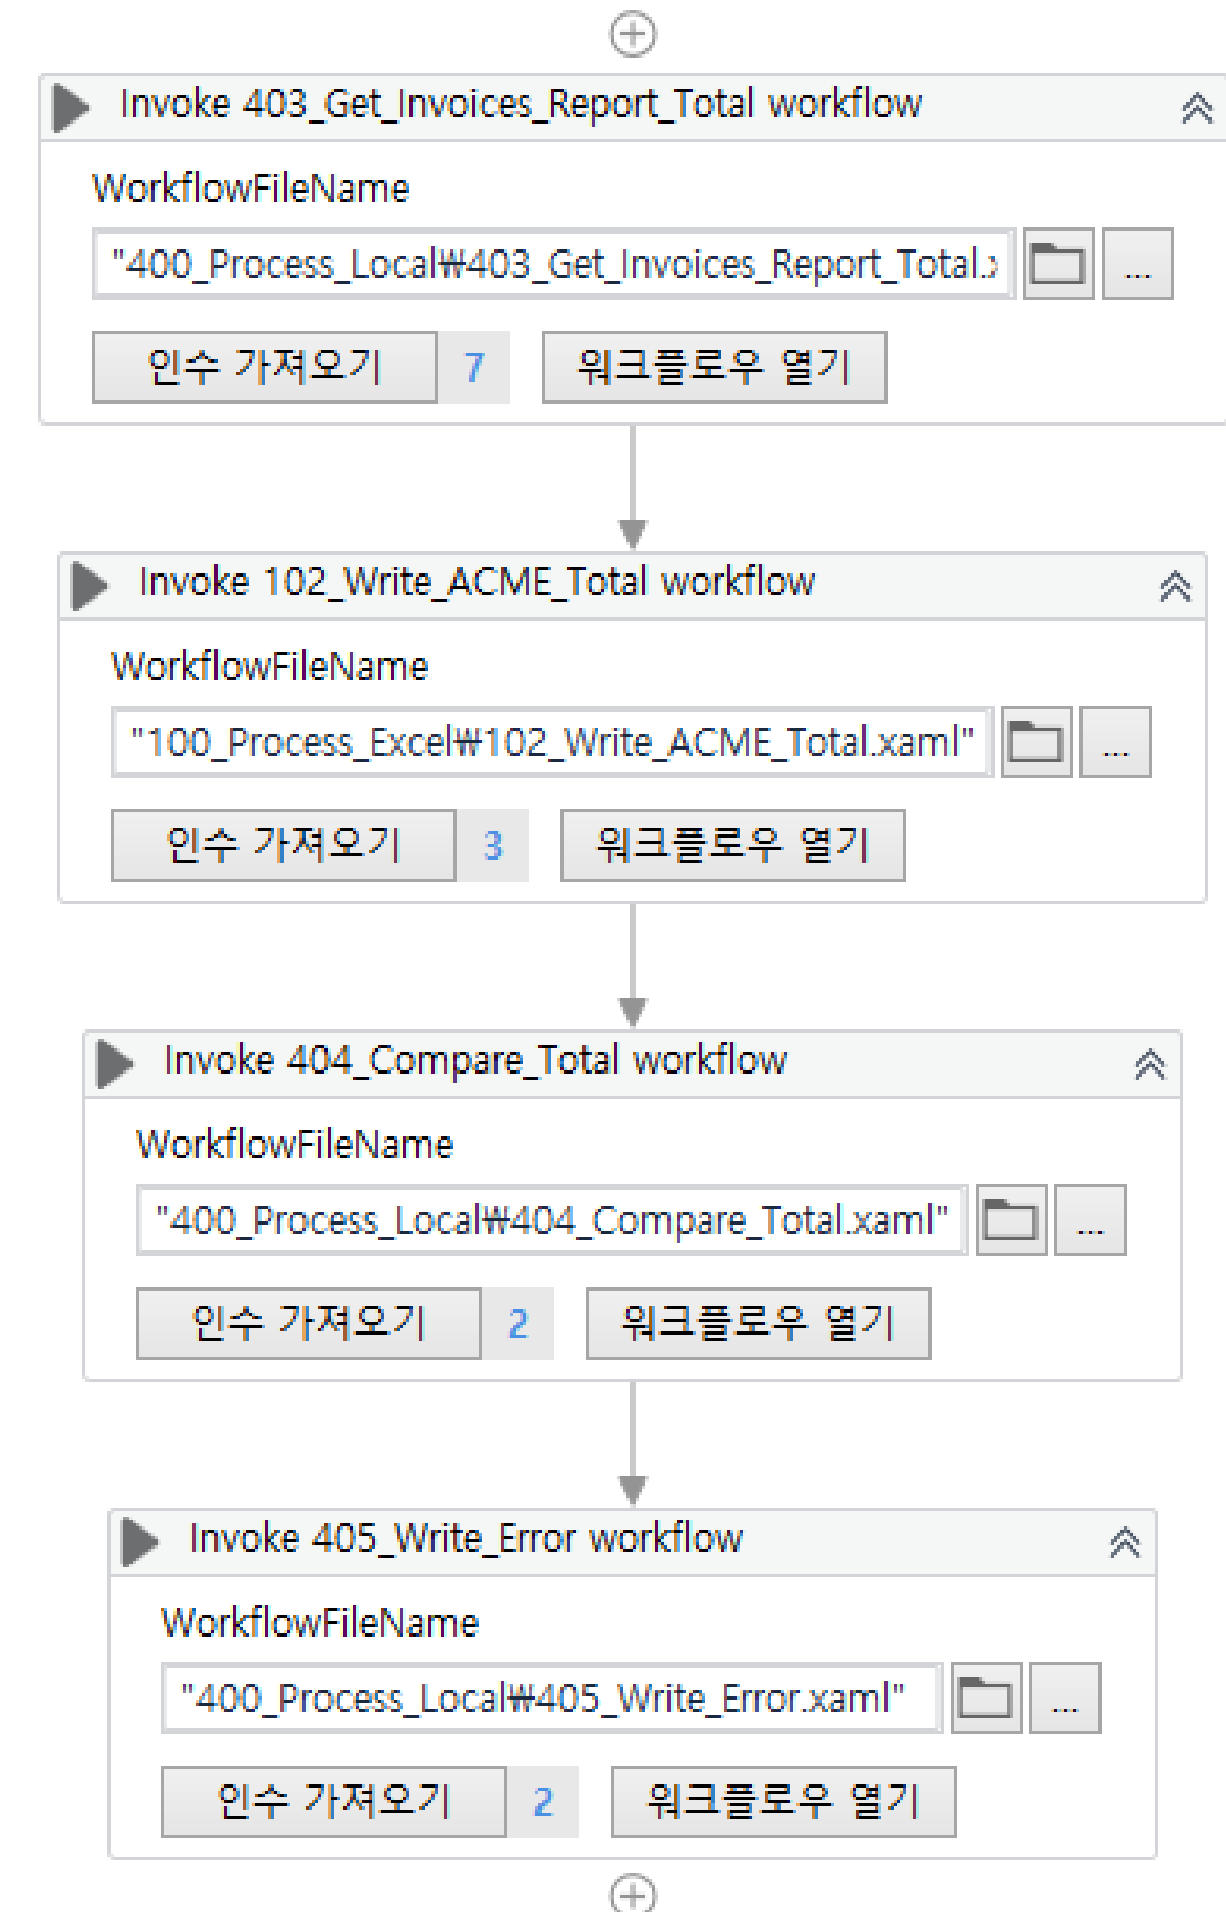 Invoke 403_Get_Invoices_Report_Total workflow
WorkflowFileName
"400_Process_Local₩403_Get_Invoices_Report_Total.x
...
인수 가져오기 7 워크플로우 열기
Invoke 102_Write_ACME_Total workflow
WorkflowFileName
"100_Process_Excel₩102_Write_ACME_Total.xaml"
...
인수 가져오기 3 워크플로우 열기
Invoke 404_Compare_Total workflow
WorkflowFileName
"400_Process_Local₩404_Compare_Total.xaml"
...
인수 가져오기 2 워크플로우 열기
Invoke 405_Write_Error workflow
WorkflowFileName
"400_Process_Local₩405_Write_Error.xaml"
...
인수 가져오기 2 워크플로우 열기